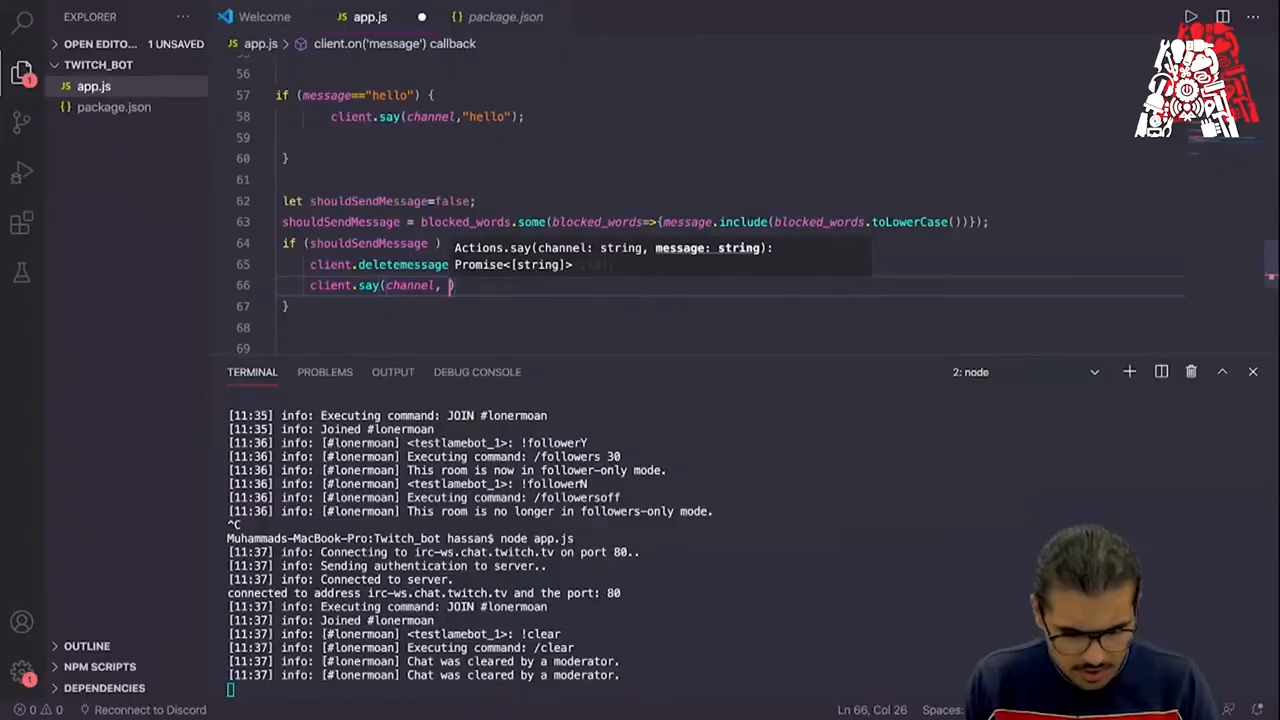 EXPLORER
Welcome
JS app.js
{} package.json
OPEN EDITO... 1 UNSAVED
JS app.js > client.on('message') callback
TWITCH_BOT
JS app.js
{} package.json
56
57 if (message=="hello") {
58 client.say(channel,"hello");
59
60 }
61
62 let shouldSendMessage=false;
63 shouldSendMessage = blocked_words.some(blocked_words=>{message.include(blocked_words.toLowerCase())});
64 if (shouldSendMessage )
Actions.say(channel: string, message: string):
65 client.deletemessage
Promise<[string]>
66 client.say(channel, )
67 }
68
69
TERMINAL PROBLEMS OUTPUT DEBUG CONSOLE 2: node
[11:35] info: Executing command: JOIN #lonermoan
[11:35] info: Joined #lonermoan
[11:36] info: [#lonermoan] <testlamebot_1>: !followerY
[11:36] info: [#lonermoan] Executing command: /followers 30
[11:36] info: [#lonermoan] This room is now in follower-only mode.
[11:36] info: [#lonermoan] <testlamebot_1>: !followerN
[11:36] info: [#lonermoan] Executing command: /followersoff
[11:36] info: [#lonermoan] This room is no longer in followers-only mode.
^C
Muhammads-MacBook-Pro:Twitch_bot hassan$ node app.js
[11:37] info: Connecting to irc-ws.chat.twitch.tv on port 80..
[11:37] info: Sending authentication to server..
[11:37] info: Connected to server.
connected to address irc-ws.chat.twitch.tv and the port: 80
[11:37] info: Executing command: JOIN #lonermoan
[11:37] info: Joined #lonermoan
[11:37] info: [#lonermoan] <testlamebot_1>: !clear
[11:37] info: [#lonermoan] Executing command: /clear
[11:37] info: [#lonermoan] Chat was cleared by a moderator.
[11:37] info: [#lonermoan] Chat was cleared by a moderator.
OUTLINE
NPM SCRIPTS
DEPENDENCIES
0 0 Reconnect to Discord
Ln 66, Col 26 Spaces: